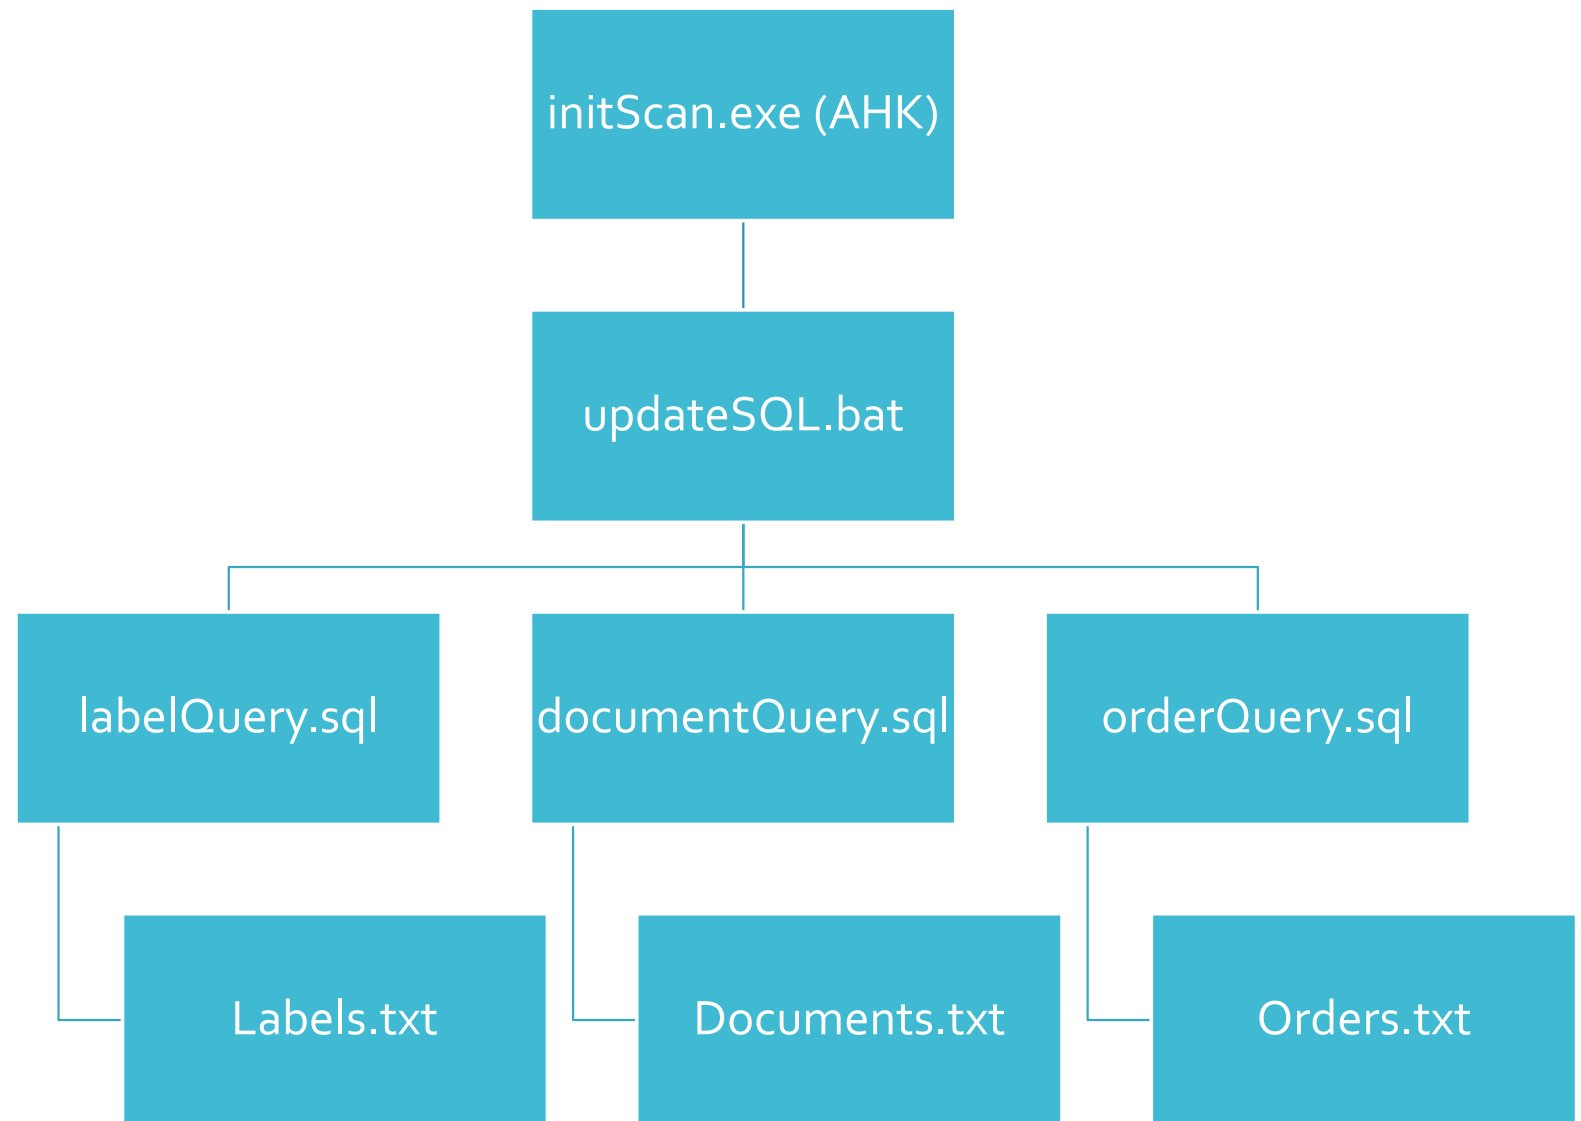 initScan.exe (AHK)
updateSQL.bat
labelQuery.sql
documentQuery.sql
orderQuery.sql
Labels.txt
Documents.txt
Orders.txt